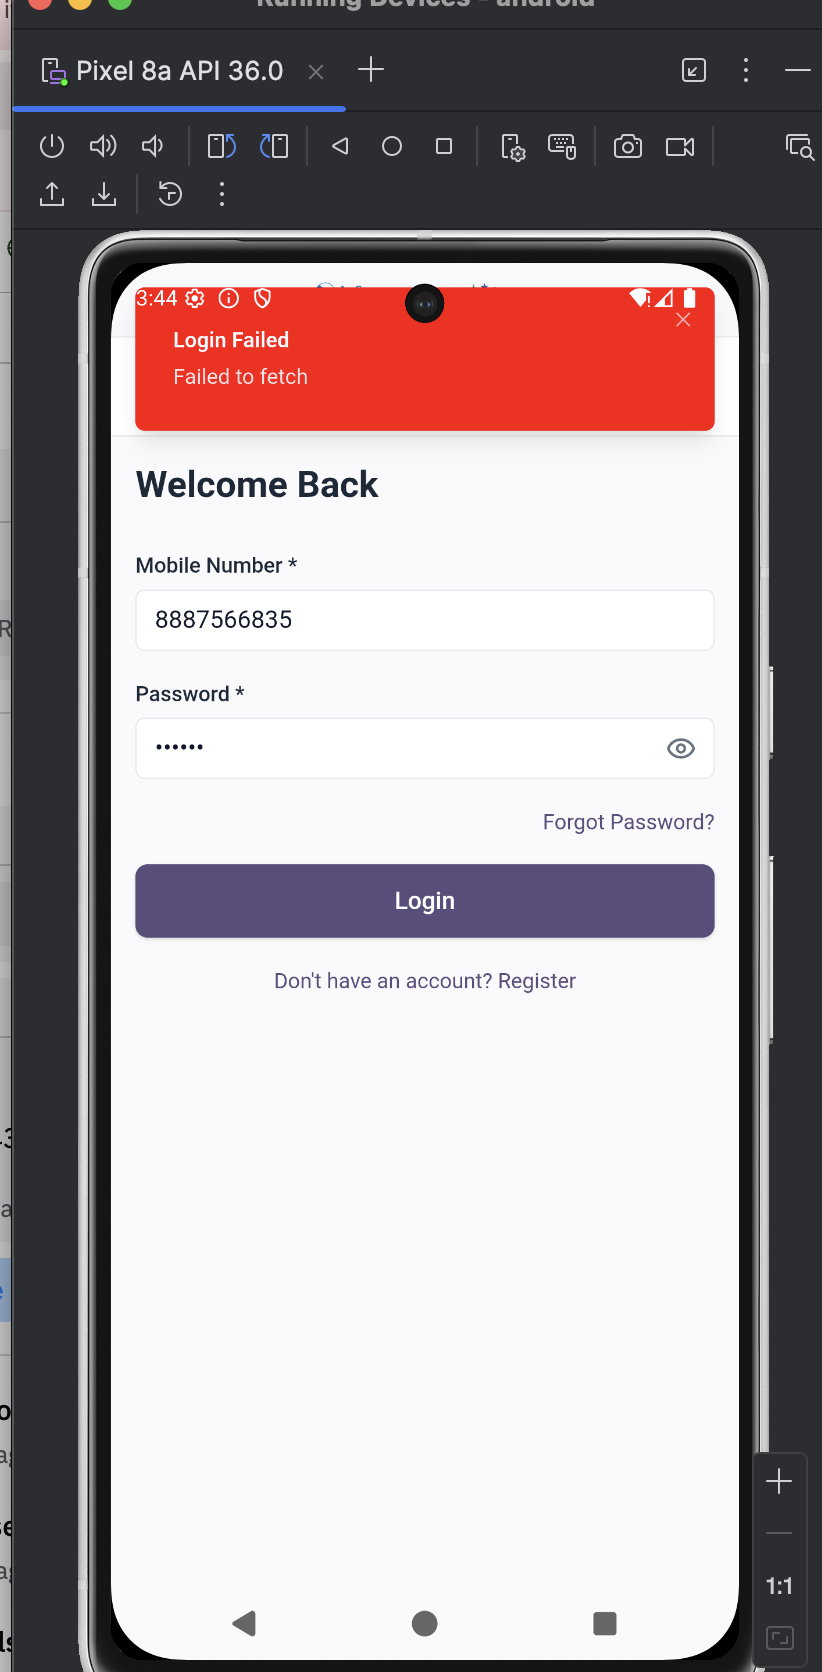 Running Devices - android
Pixel 8a API 36.0
3:44
Login Failed
Failed to fetch
Welcome Back
Mobile Number *
8887566835
Password *
••••••
Forgot Password?
Login
Don't have an account? Register
1:1